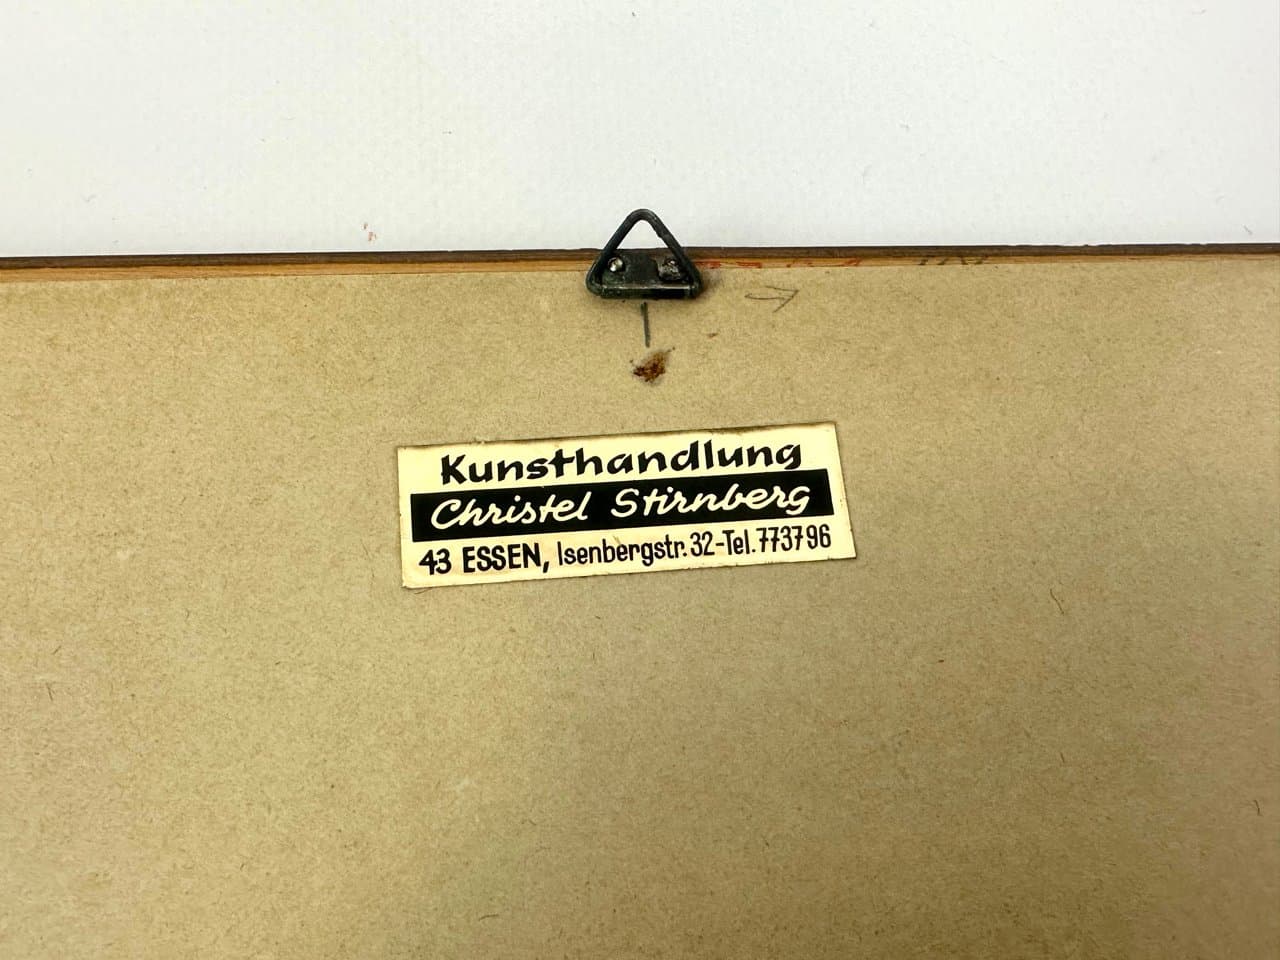 Kunsthandlung
Christel Stirnberg
43 ESSEN, Isenbergstr. 32-Tel. 773796